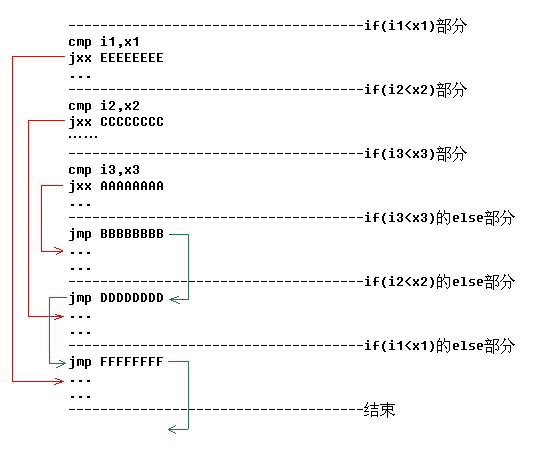 -------------------------------------if(i1<x1)部分
cmp i1,x1
jxx EEEEEEEE
...
-------------------------------------if(i2<x2)部分
cmp i2,x2
jxx CCCCCCCC
……
-------------------------------------if(i3<x3)部分
cmp i3,x3
jxx AAAAAAAA
...
-------------------------------------if(i3<x3)的else部分
jmp BBBBBBBB
...
...
-------------------------------------if(i2<x2)的else部分
jmp DDDDDDDD
...
...
-------------------------------------if(i1<x1)的else部分
jmp FFFFFFFF
...
...
-------------------------------------结束